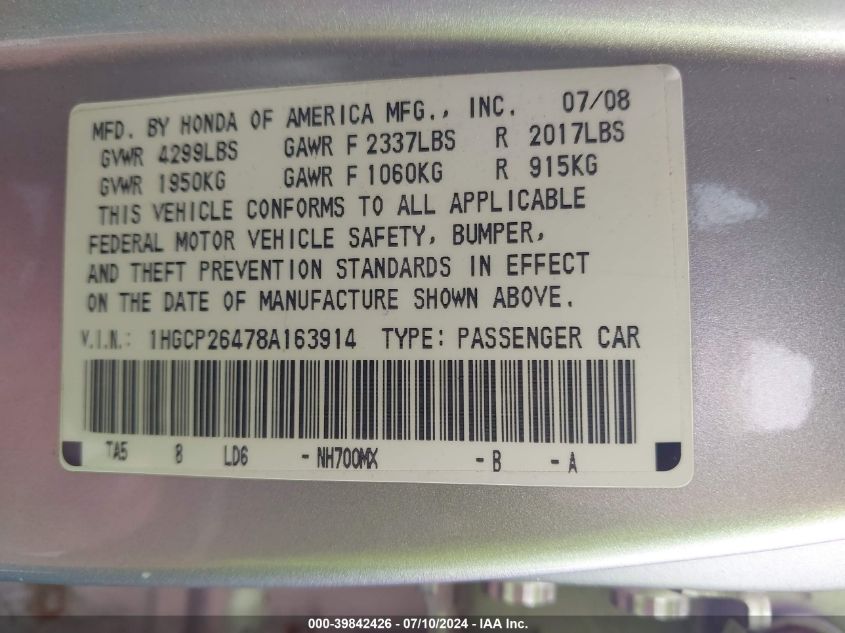 MFD. BY HONDA OF AMERICA MFG., INC. 07/08
GVWR 4299LBS GAWR F 2337LBS R 2017LBS
GVWR 1950KG GAWR F 1060KG R 915KG
THIS VEHICLE CONFORMS TO ALL APPLICABLE
FEDERAL MOTOR VEHICLE SAFETY, BUMPER,
AND THEFT PREVENTION STANDARDS IN EFFECT
ON THE DATE OF MANUFACTURE SHOWN ABOVE.
V.I.N.: 1HGCP26478A163914 TYPE: PASSENGER CAR
TA5 8 LD6 - NH700MX - B - A
000-39842426 - 07/10/2024 - IAA Inc.